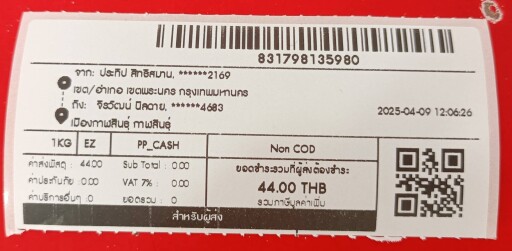 831798135980
จาก: ประทีป สิทธิสมาน, ******2169
เขต/อำเภอ เขตพระนคร กรุงเทพมหานคร
ถึง: จิรวัฒน์ นิลดาย, ******4683
เมืองกาฬสินธุ์ กาฬสินธุ์
2025-04-09 12:06:26
1KG EZ PP_CASH Non COD
ค่าส่งพัสดุ : 44.00 Sub Total : 0.00 ยอดชำระรวมที่ผู้ส่งต้องชำระ
ค่าประกันภัย :0.00 VAT 7% : 0.00 44.00 THB
ค่าบริการอื่นๆ :0 ยอดรวม : 0 รวมภาษีมูลค่าเพิ่ม
สำหรับผู้ส่ง